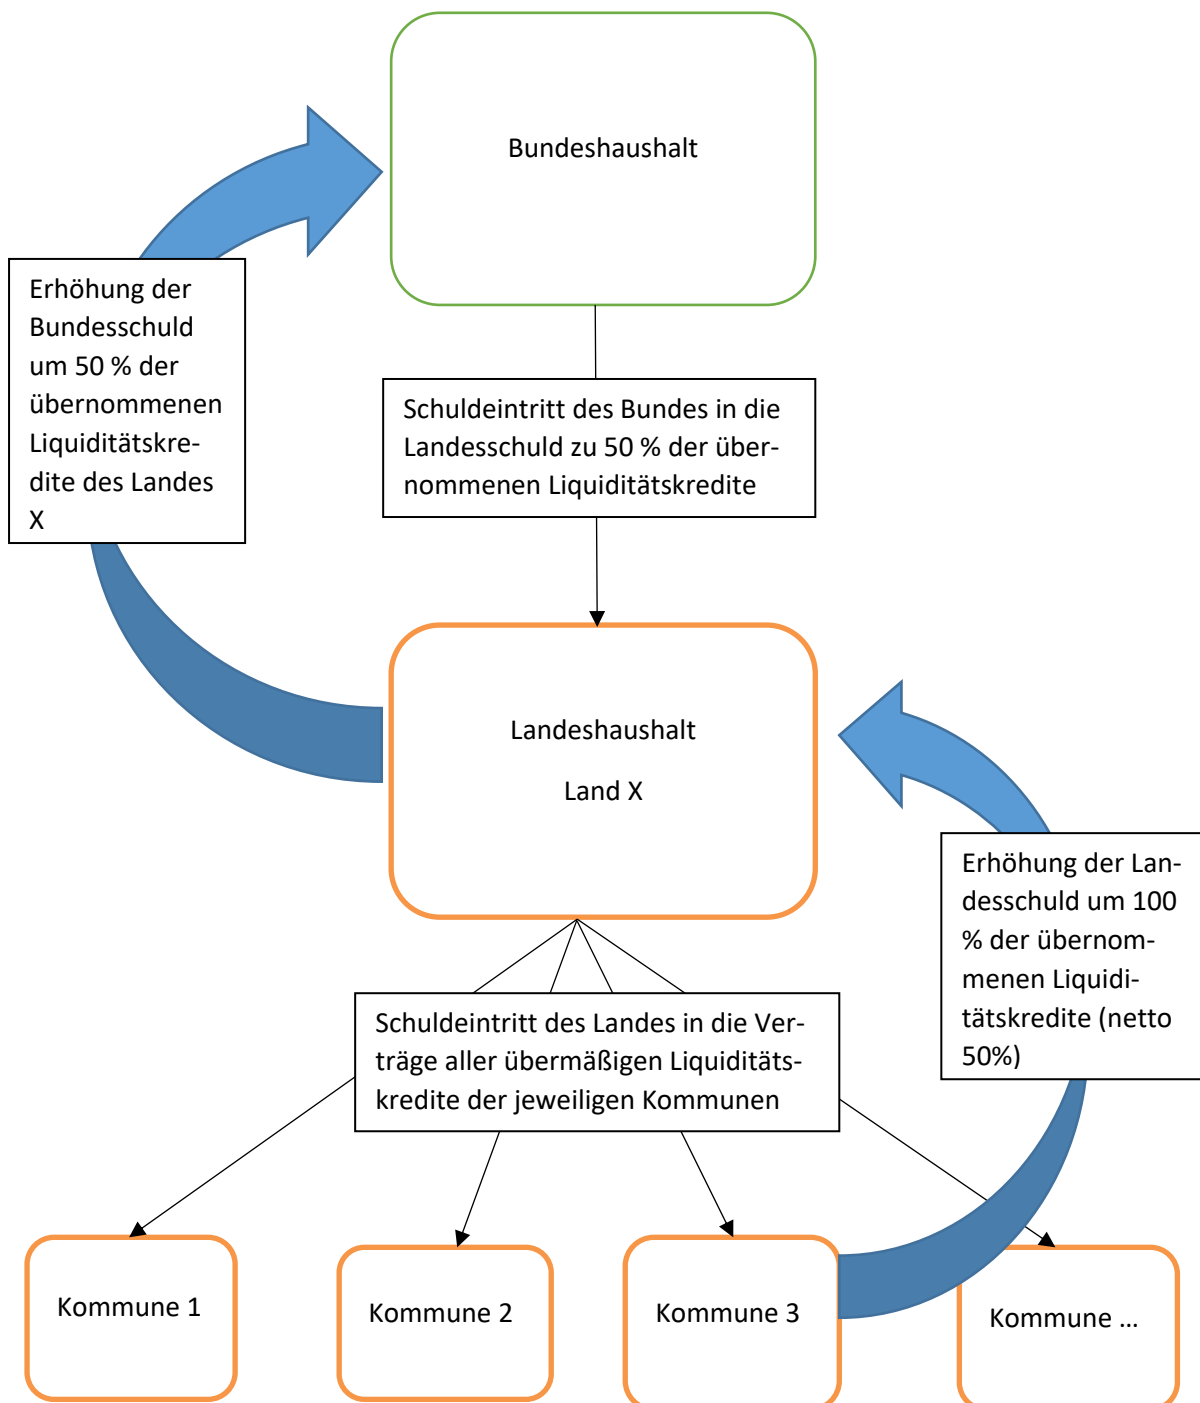 Bundeshaushalt
Erhöhung der
Bundesschuld
um 50 % der
übernommenen
Liquiditätskre-
dite des Landes
X
Schuldeintritt des Bundes in die
Landesschuld zu 50 % der über-
nommenen Liquiditätskredite
Landeshaushalt
Land X
Erhöhung der Lan-
desschuld um 100
% der übernom-
menen Liquidi-
tätskredite (netto
50%)
Schuldeintritt des Landes in die Ver-
träge aller übermäßigen Liquiditäts-
kredite der jeweiligen Kommunen
Kommune 1
Kommune 2
Kommune 3
Kommune ...